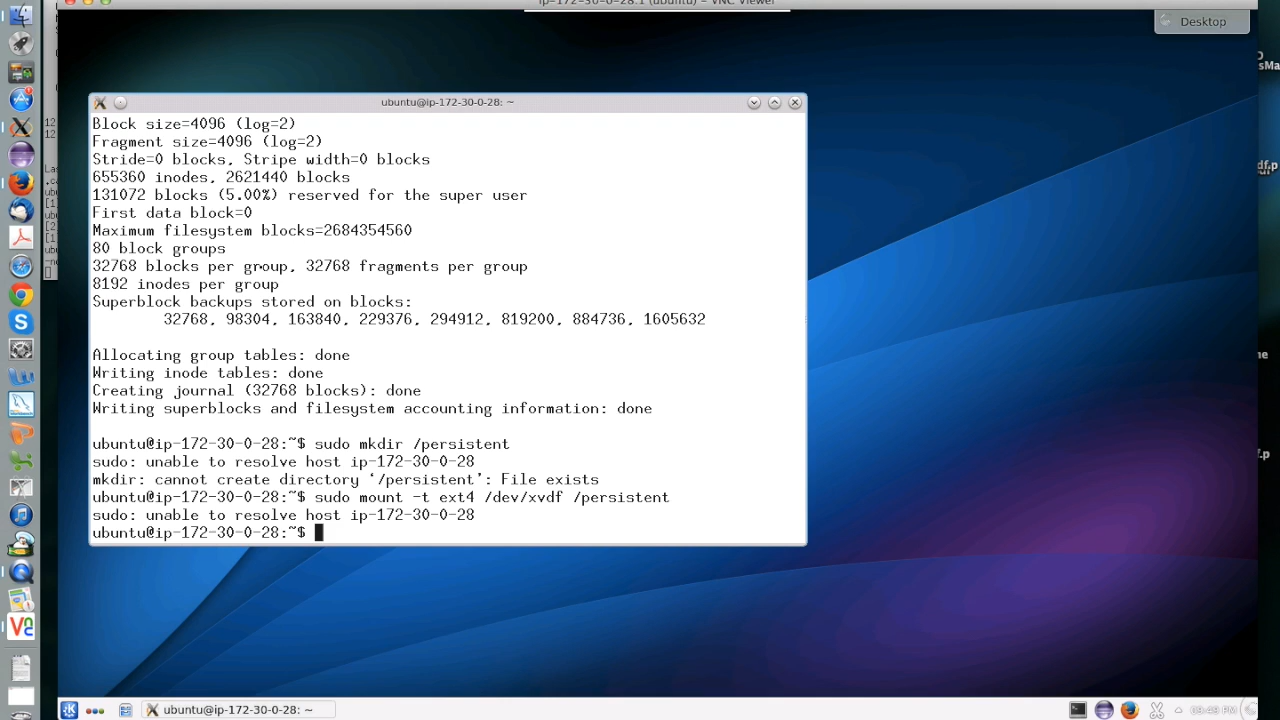 ip-172-30-0-28:1 (ubuntu) - VNC Viewer
Desktop
ubuntu@ip-172-30-0-28: ~
Block size=4096 (log=2)
Fragment size=4096 (log=2)
Stride=0 blocks, Stripe width=0 blocks
655360 inodes, 2621440 blocks
131072 blocks (5.00%) reserved for the super user
First data block=0
Maximum filesystem blocks=2684354560
80 block groups
32768 blocks per group, 32768 fragments per group
8192 inodes per group
Superblock backups stored on blocks:
32768, 98304, 163840, 229376, 294912, 819200, 884736, 1605632
Allocating group tables: done
Writing inode tables: done
Creating journal (32768 blocks): done
Writing superblocks and filesystem accounting information: done
ubuntu@ip-172-30-0-28:~$ sudo mkdir /persistent
sudo: unable to resolve host ip-172-30-0-28
mkdir: cannot create directory ‘/persistent’: File exists
ubuntu@ip-172-30-0-28:~$ sudo mount -t ext4 /dev/xvdf /persistent
sudo: unable to resolve host ip-172-30-0-28
ubuntu@ip-172-30-0-28:~$
ubuntu@ip-172-30-0-28: ~
03:49 PM